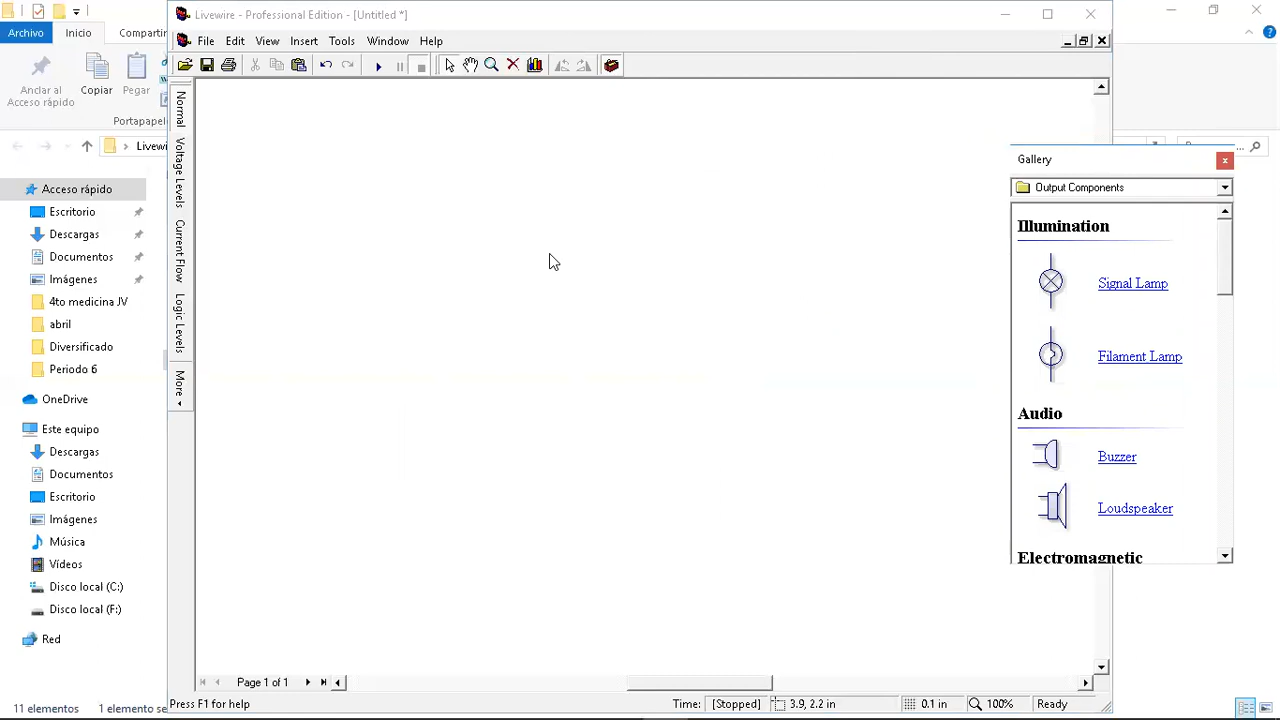 Livewire - Professional Edition - [Untitled *]
Archivo
Inicio
Compartir
File Edit View Insert Tools Window Help
Anclar al
Acceso rápido
Copiar
Pegar
Normal
Voltage Levels
Current Flow
Logic Levels
More
Acceso rápido
Escritorio
Descargas
Documentos
Imágenes
4to medicina JV
abril
Diversificado
Periodo 6
OneDrive
Este equipo
Descargas
Documentos
Escritorio
Imágenes
Música
Vídeos
Disco local (C:)
Disco local (F:)
Red
Gallery
Output Components
Illumination
Signal Lamp
Filament Lamp
Audio
Buzzer
Loudspeaker
Electromagnetic
Page 1 of 1
Press F1 for help
Time: [Stopped] 3.9, 2.2 in 0.1 in 100% Ready
11 elementos